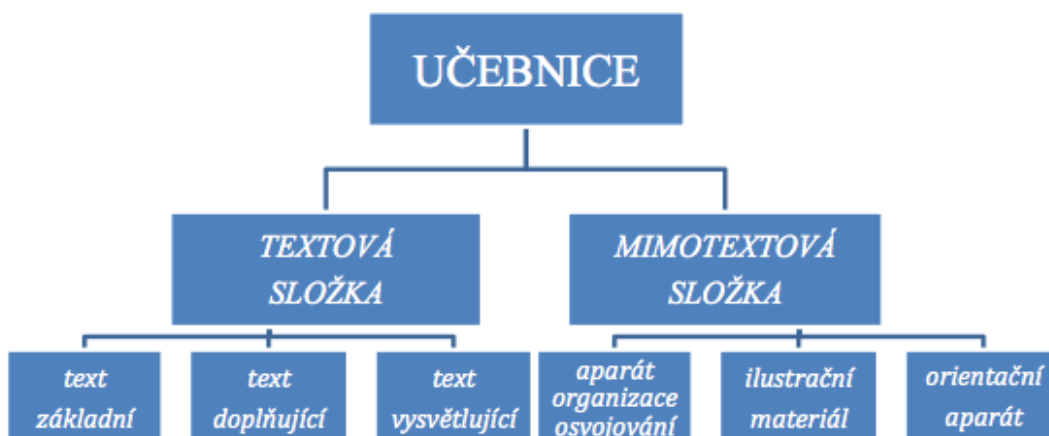 UČEBNICE
TEXTOVÁ
SLOŽKA
MIMOTEXTOVÁ
SLOŽKA
text
základní
text
doplňující
text
vysvětlující
aparát
organizace
osvojování
ilustrační
materiál
orientační
aparát